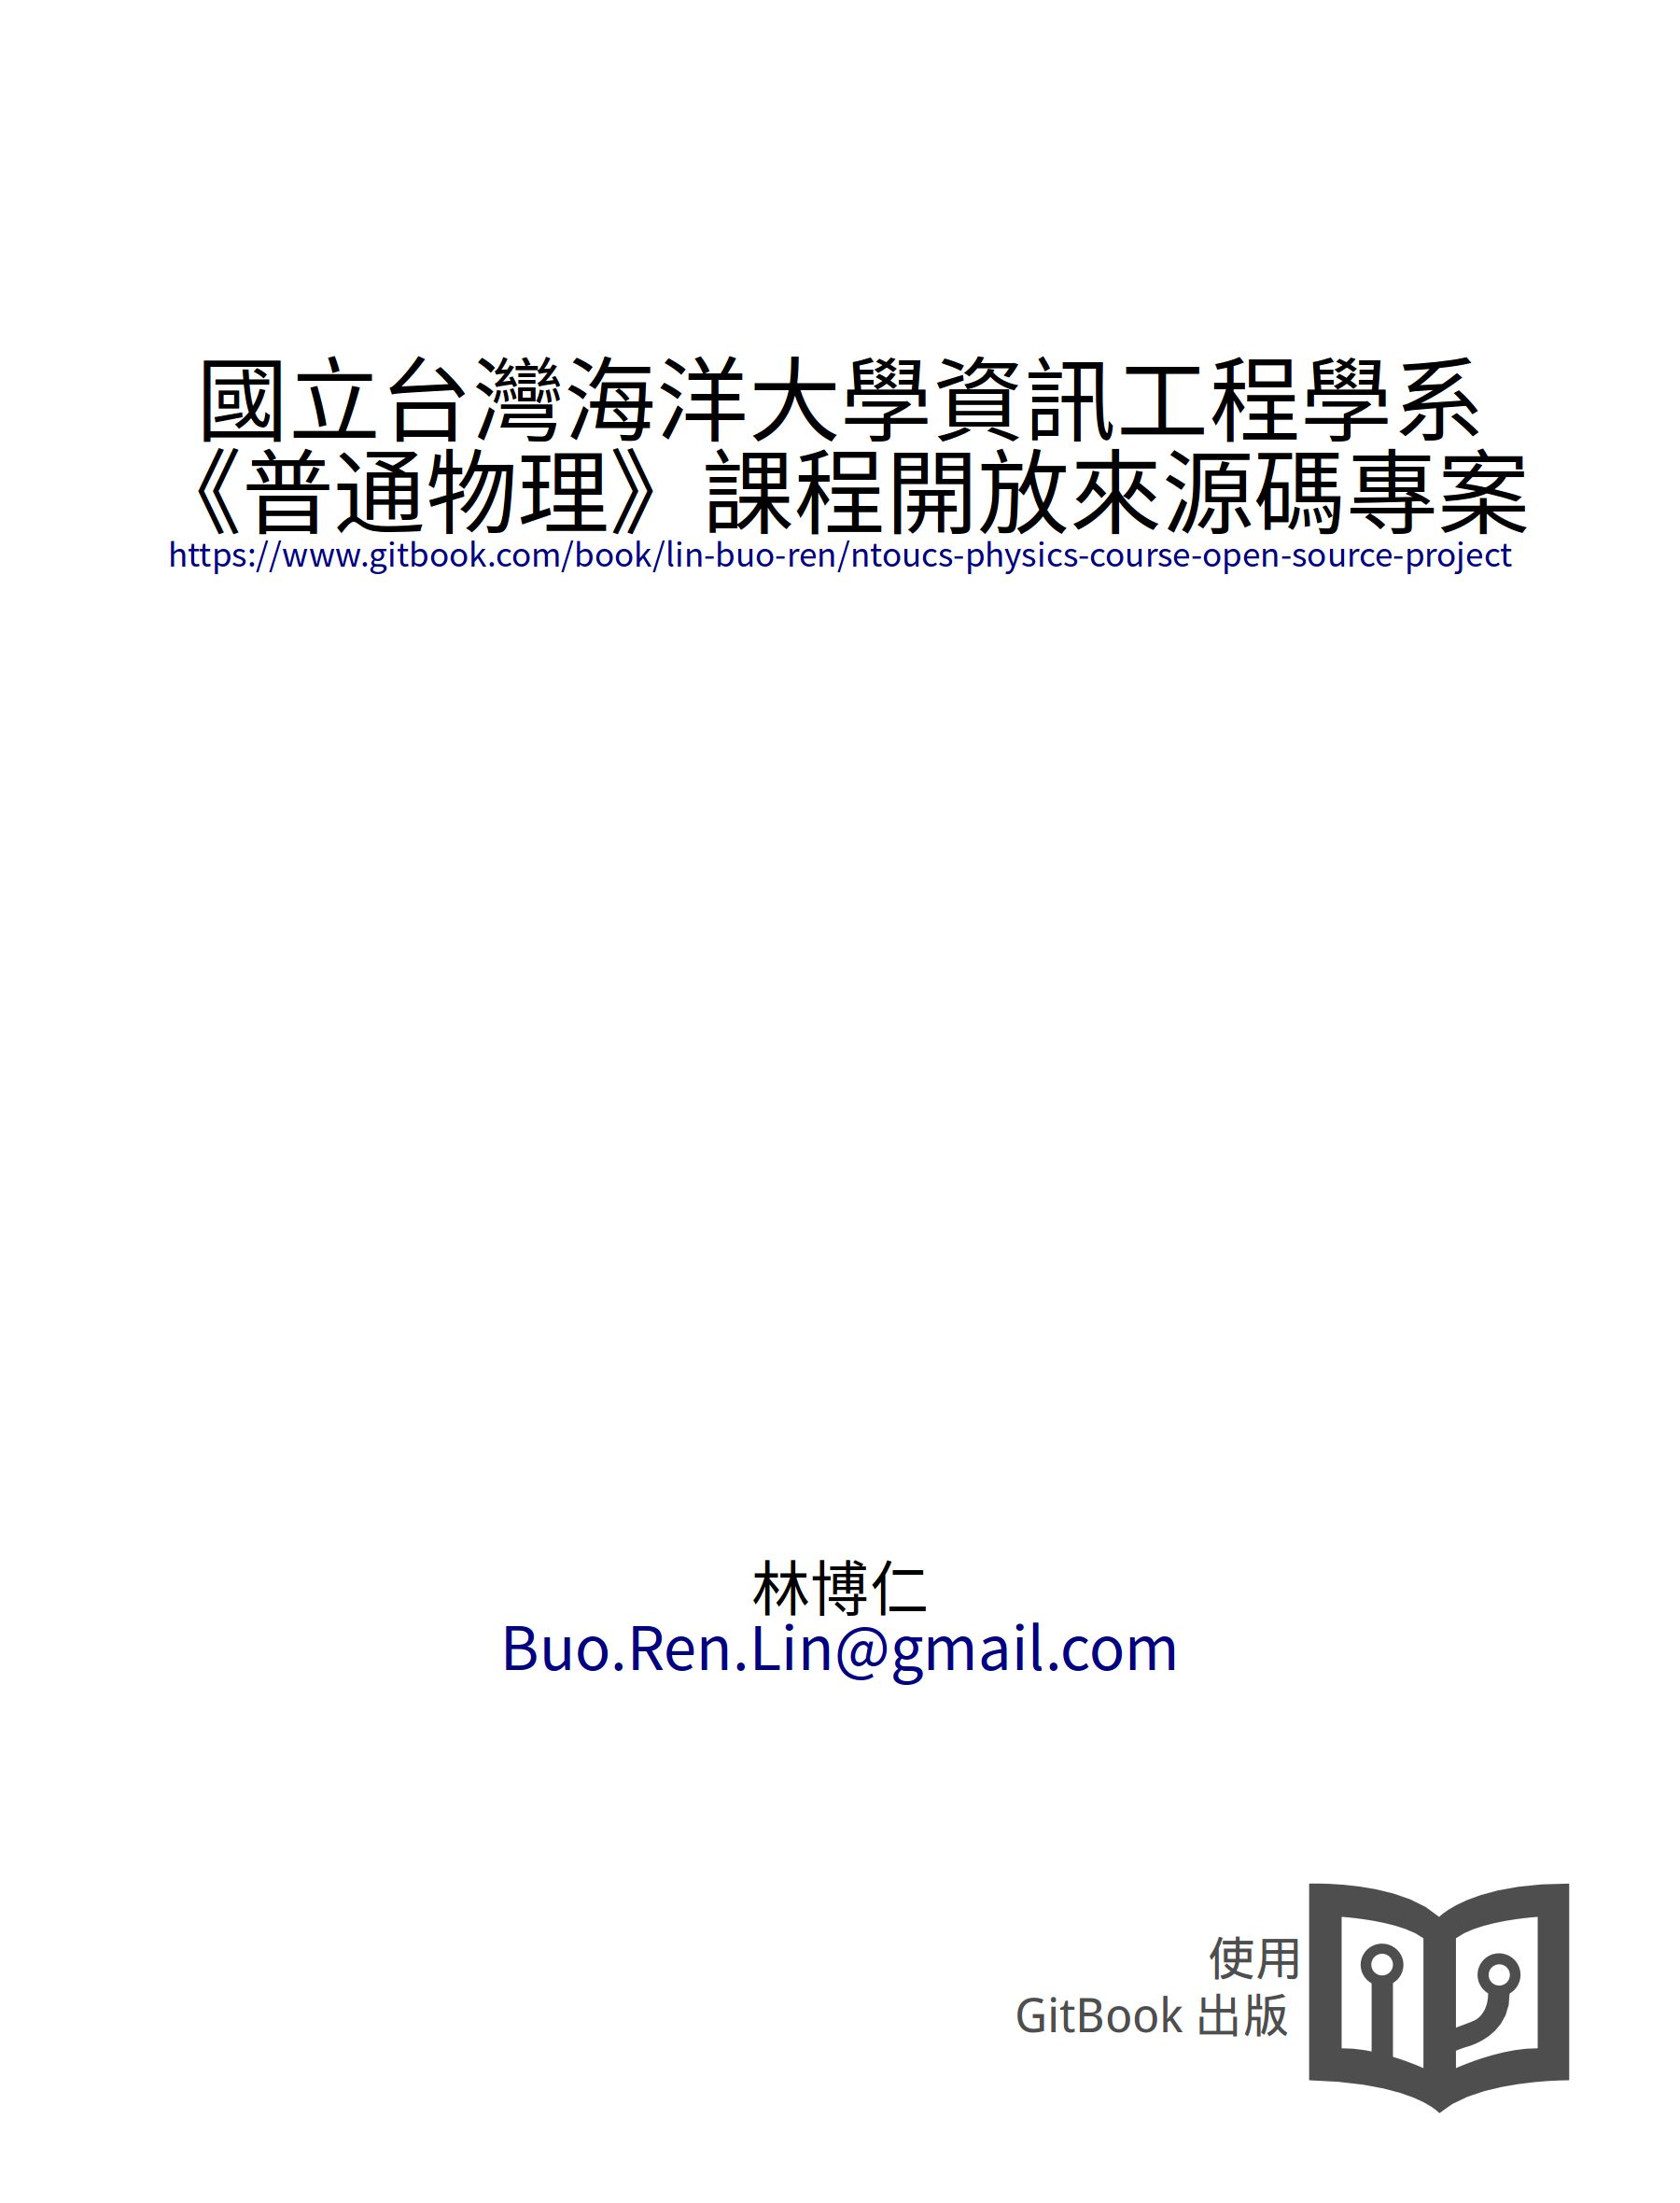 國立台灣海洋大學資訊工程學系
《普通物理》課程開放來源碼專案
https://www.gitbook.com/book/lin-buo-ren/ntoucs-physics-course-open-source-project
林博仁
Buo.Ren.Lin@gmail.com
使用
GitBook 出版